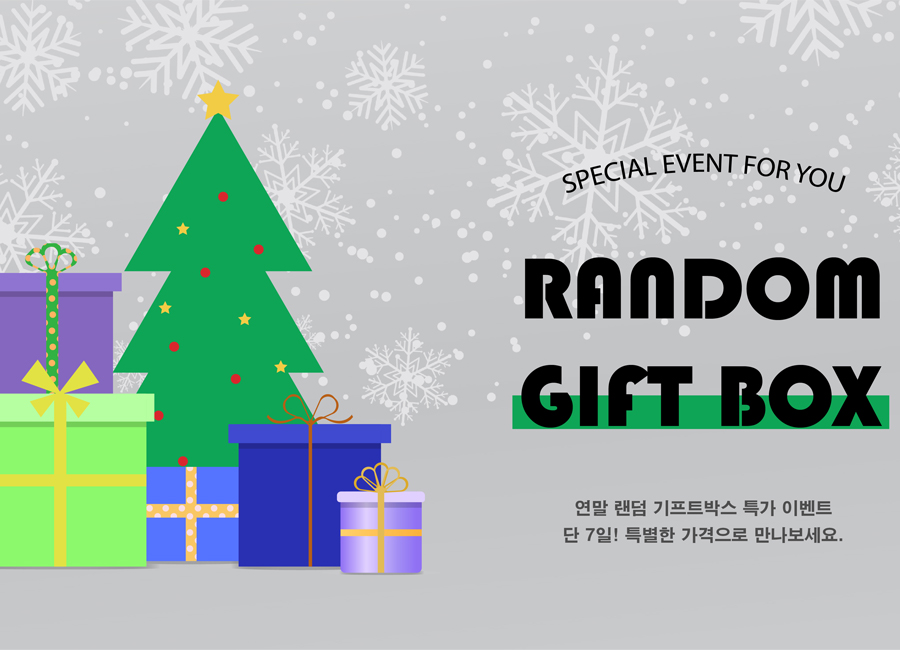 SPECIAL EVENT FOR YOU
RANDOM
GIFT BOX
연말 랜덤 기프트박스 특가 이벤트
단 7일! 특별한 가격으로 만나보세요.